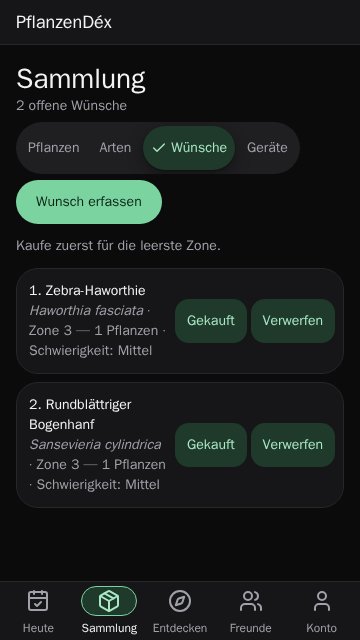 PflanzenDéx
Sammlung
2 offene Wünsche
Pflanzen
Arten
Wünsche
Geräte
Wunsch erfassen
Kaufe zuerst für die leerste Zone.
1. Zebra-Haworthie
Haworthia fasciata ·
Zone 3 — 1 Pflanzen ·
Schwierigkeit: Mittel
Gekauft
Verwerfen
2. Rundblättriger
Bogenhanf
Sansevieria cylindrica
· Zone 3 — 1 Pflanzen
· Schwierigkeit: Mittel
Gekauft
Verwerfen
Heute
Sammlung
Entdecken
Freunde
Konto